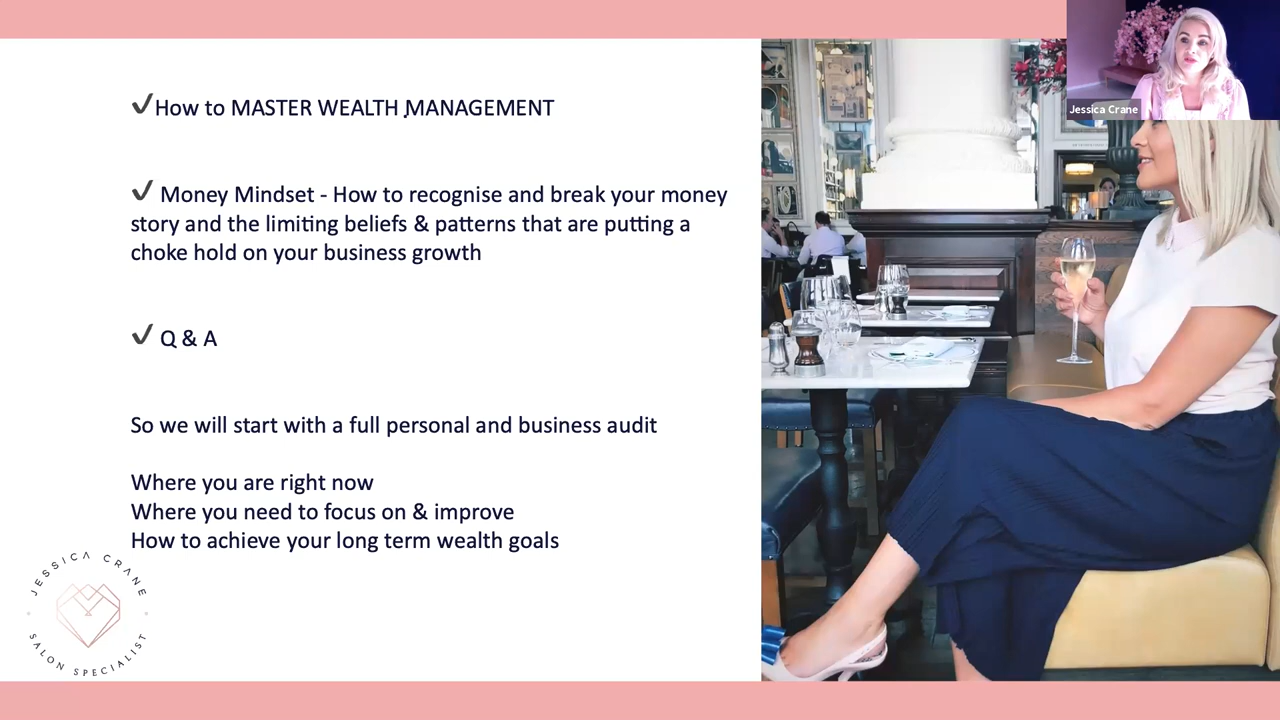 ✔How to MASTER WEALTH ,MANAGEMENT
✔ Money Mindset - How to recognise and break your money
story and the limiting beliefs & patterns that are putting a
choke hold on your business growth
✔ Q & A
So we will start with a full personal and business audit
Where you are right now
Where you need to focus on & improve
How to achieve your long term wealth goals
JESSICA CRANE
SALON SPECIALIST
Jessica Crane